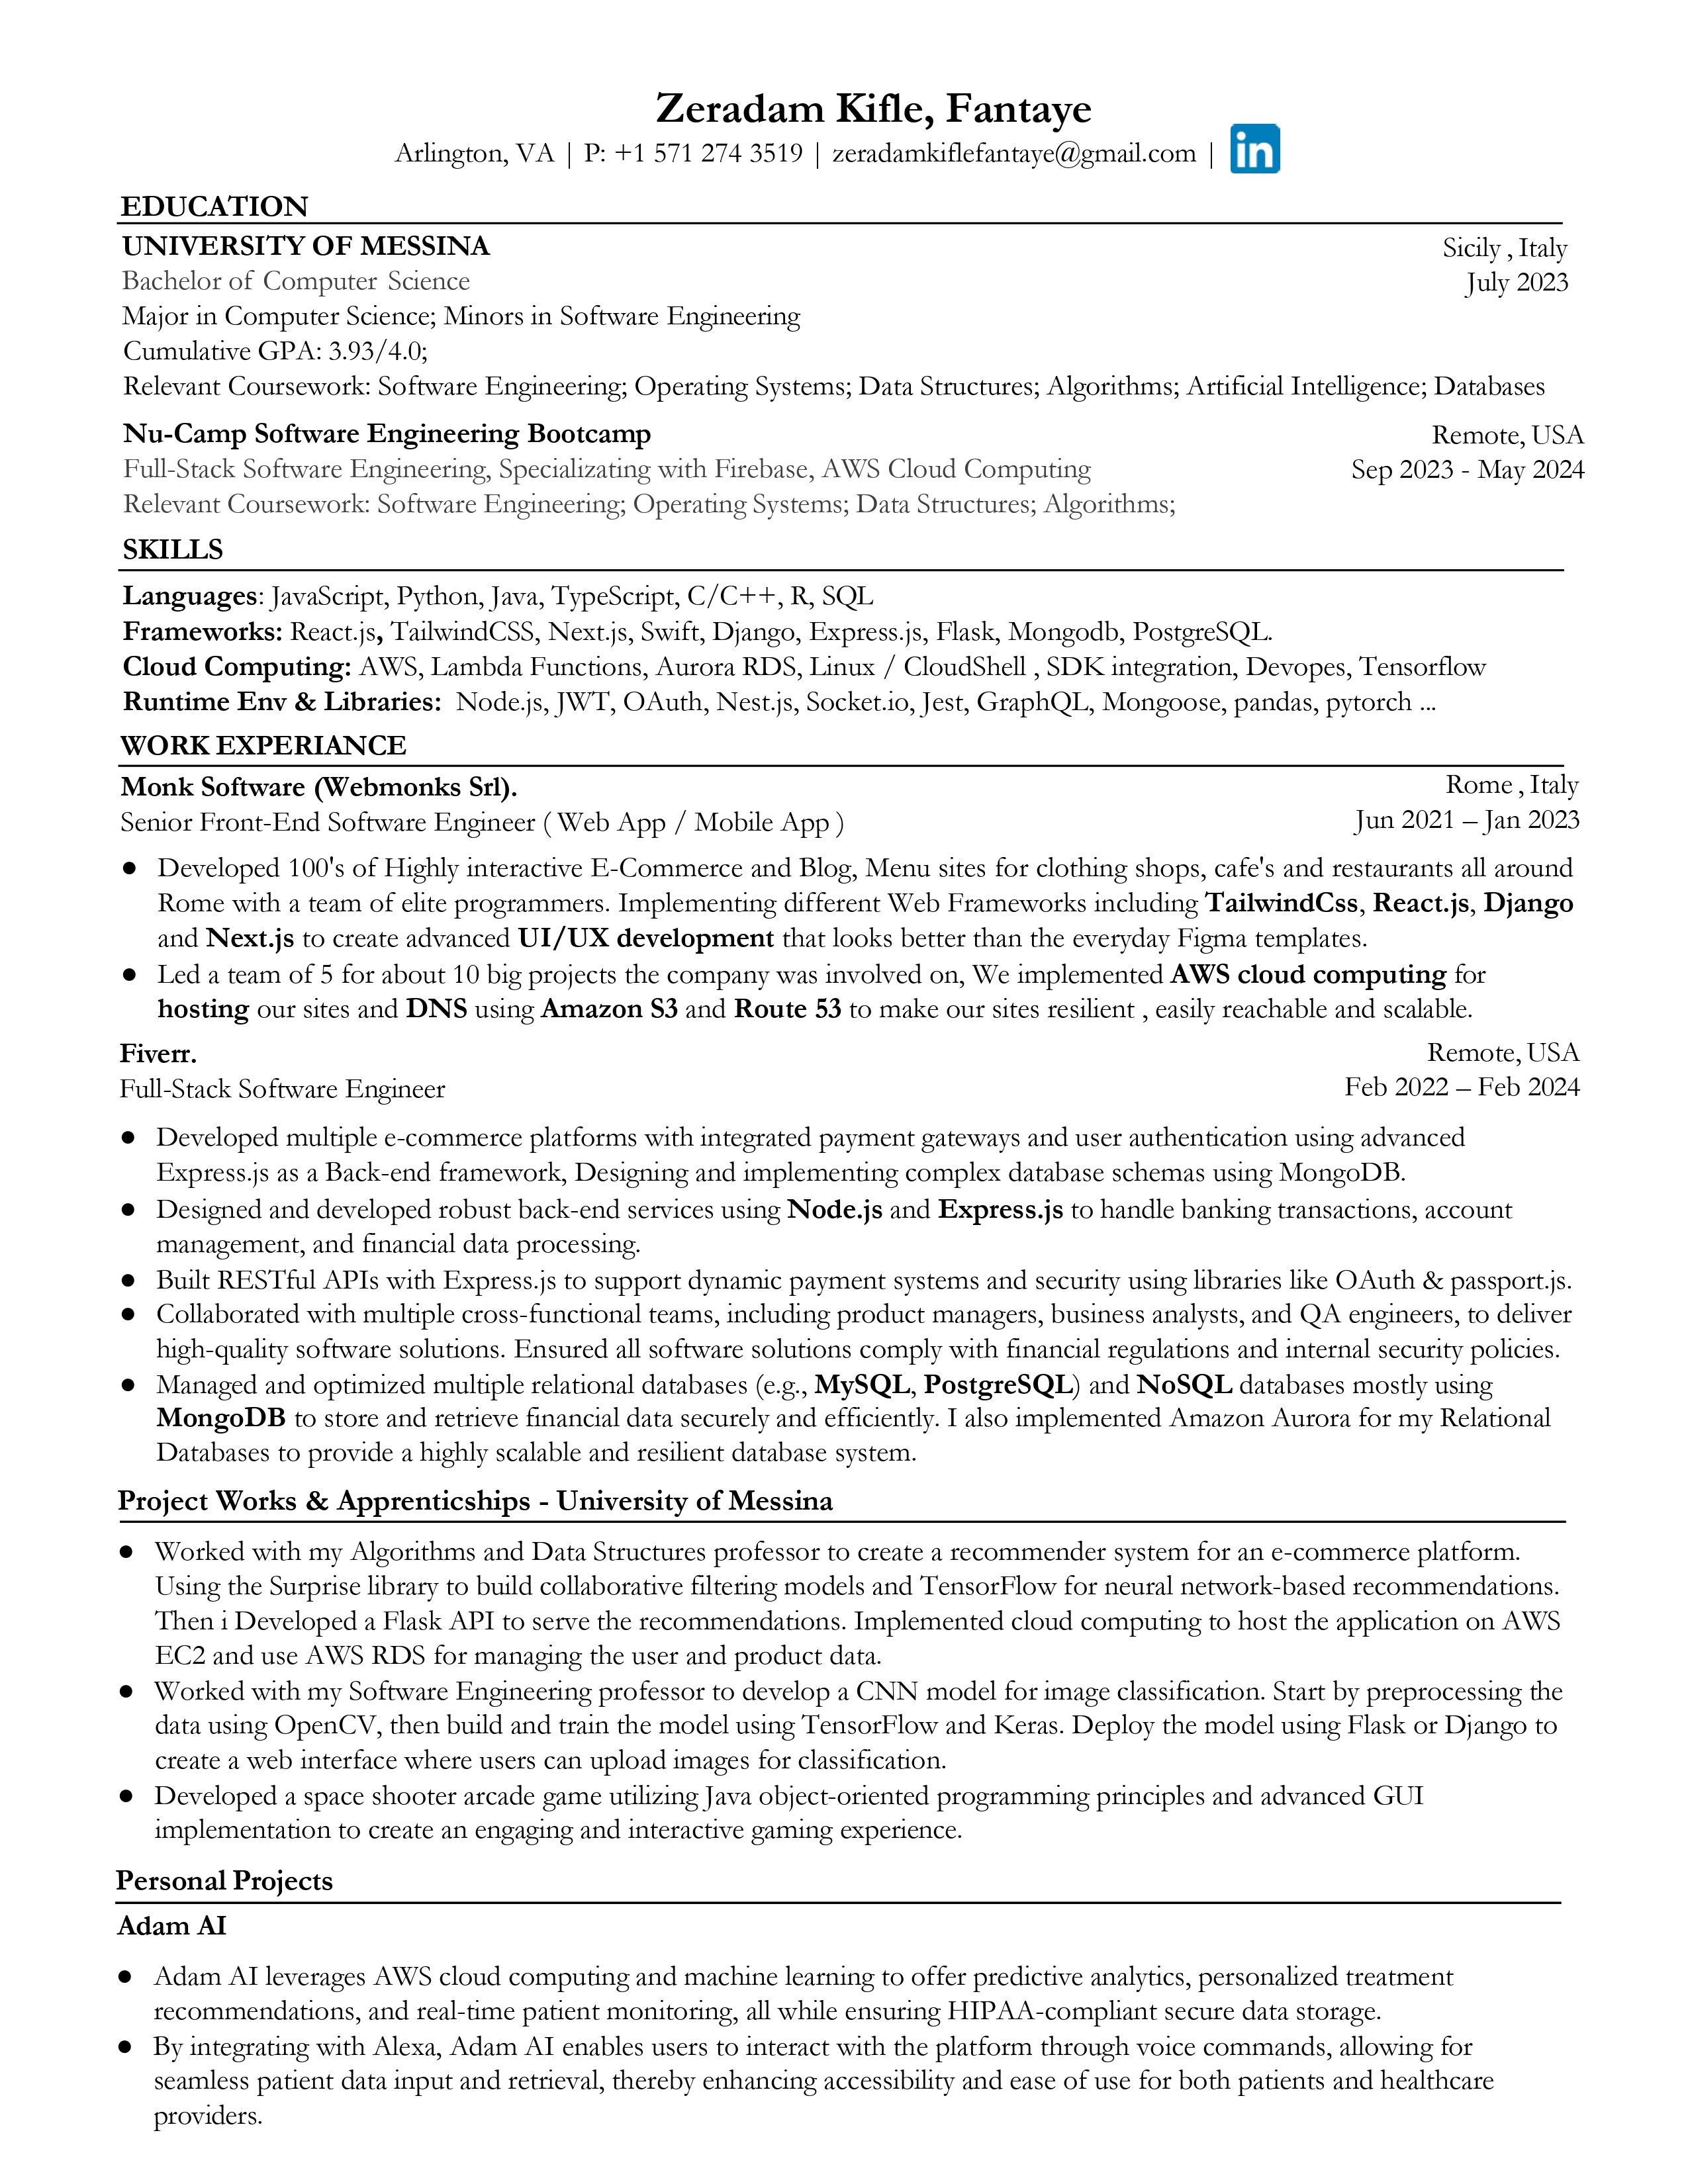 Zeradam Kifle, Fantaye
Arlington, VA | P: +1 571 274 3519 | zeradamkiflefantaye@gmail.com | in
EDUCATION
UNIVERSITY OF MESSINA Sicily , Italy
Bachelor of Computer Science July 2023
Major in Computer Science; Minors in Software Engineering
Cumulative GPA: 3.93/4.0;
Relevant Coursework: Software Engineering; Operating Systems; Data Structures; Algorithms; Artificial Intelligence; Databases
Nu-Camp Software Engineering Bootcamp Remote, USA
Full-Stack Software Engineering, Specializating with Firebase, AWS Cloud Computing Sep 2023 - May 2024
Relevant Coursework: Software Engineering; Operating Systems; Data Structures; Algorithms;
SKILLS
Languages: JavaScript, Python, Java, TypeScript, C/C++, R, SQL
Frameworks: React.js, TailwindCSS, Next.js, Swift, Django, Express.js, Flask, Mongodb, PostgreSQL.
Cloud Computing: AWS, Lambda Functions, Aurora RDS, Linux / CloudShell , SDK integration, Devopes, Tensorflow
Runtime Env & Libraries: Node.js, JWT, OAuth, Nest.js, Socket.io, Jest, GraphQL, Mongoose, pandas, pytorch ...
WORK EXPERIANCE
Monk Software (Webmonks Srl). Rome , Italy
Senior Front-End Software Engineer ( Web App / Mobile App ) Jun 2021 – Jan 2023
● Developed 100's of Highly interactive E-Commerce and Blog, Menu sites for clothing shops, cafe's and restaurants all around
Rome with a team of elite programmers. Implementing different Web Frameworks including TailwindCss, React.js, Django
and Next.js to create advanced UI/UX development that looks better than the everyday Figma templates.
● Led a team of 5 for about 10 big projects the company was involved on, We implemented AWS cloud computing for
hosting our sites and DNS using Amazon S3 and Route 53 to make our sites resilient , easily reachable and scalable.
Fiverr. Remote, USA
Full-Stack Software Engineer Feb 2022 – Feb 2024
● Developed multiple e-commerce platforms with integrated payment gateways and user authentication using advanced
Express.js as a Back-end framework, Designing and implementing complex database schemas using MongoDB.
● Designed and developed robust back-end services using Node.js and Express.js to handle banking transactions, account
management, and financial data processing.
● Built RESTful APIs with Express.js to support dynamic payment systems and security using libraries like OAuth & passport.js.
● Collaborated with multiple cross-functional teams, including product managers, business analysts, and QA engineers, to deliver
high-quality software solutions. Ensured all software solutions comply with financial regulations and internal security policies.
● Managed and optimized multiple relational databases (e.g., MySQL, PostgreSQL) and NoSQL databases mostly using
MongoDB to store and retrieve financial data securely and efficiently. I also implemented Amazon Aurora for my Relational
Databases to provide a highly scalable and resilient database system.
Project Works & Apprenticships - University of Messina
● Worked with my Algorithms and Data Structures professor to create a recommender system for an e-commerce platform.
Using the Surprise library to build collaborative filtering models and TensorFlow for neural network-based recommendations.
Then i Developed a Flask API to serve the recommendations. Implemented cloud computing to host the application on AWS
EC2 and use AWS RDS for managing the user and product data.
● Worked with my Software Engineering professor to develop a CNN model for image classification. Start by preprocessing the
data using OpenCV, then build and train the model using TensorFlow and Keras. Deploy the model using Flask or Django to
create a web interface where users can upload images for classification.
● Developed a space shooter arcade game utilizing Java object-oriented programming principles and advanced GUI
implementation to create an engaging and interactive gaming experience.
Personal Projects
Adam AI
● Adam AI leverages AWS cloud computing and machine learning to offer predictive analytics, personalized treatment
recommendations, and real-time patient monitoring, all while ensuring HIPAA-compliant secure data storage.
● By integrating with Alexa, Adam AI enables users to interact with the platform through voice commands, allowing for
seamless patient data input and retrieval, thereby enhancing accessibility and ease of use for both patients and healthcare
providers.